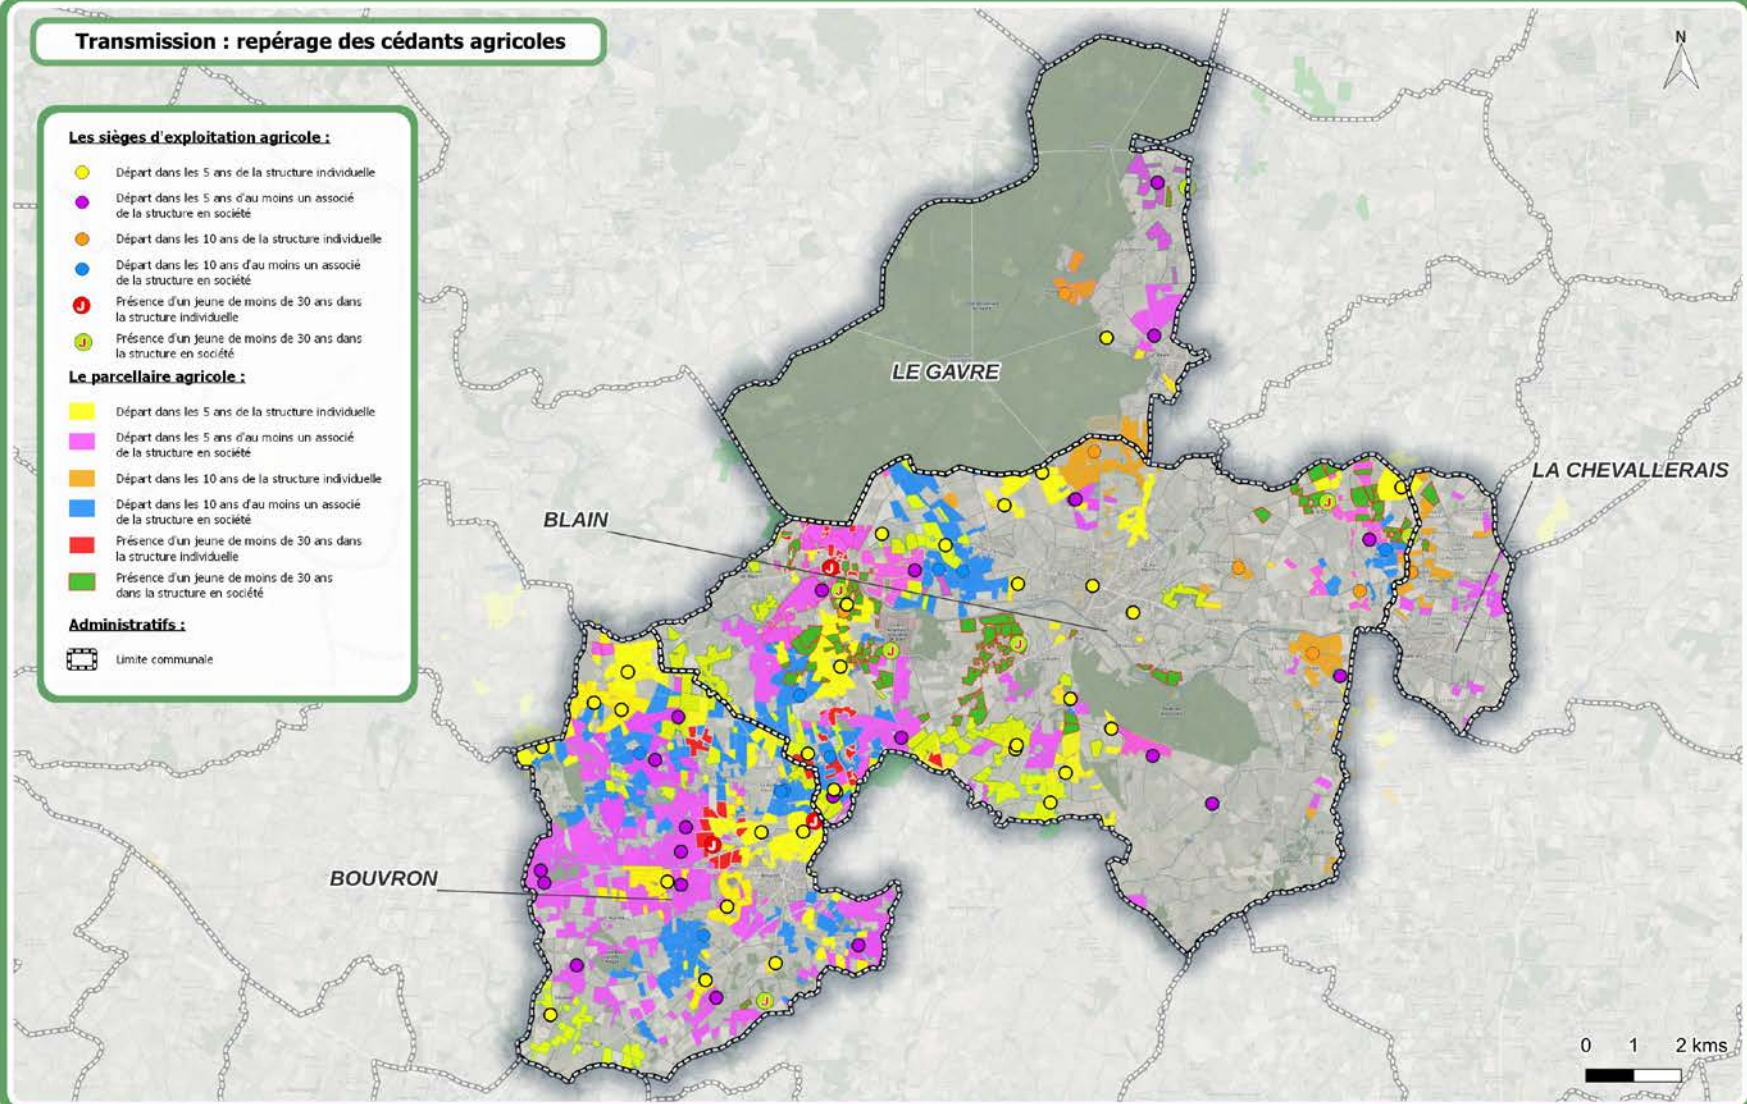 Transmission : repérage des cédants agricoles
N
Les sièges d'exploitation agricole :
Départ dans les 5 ans de la structure individuelle
Départ dans les 5 ans d'au moins un associé
de la structure en société
Départ dans les 10 ans de la structure individuelle
Départ dans les 10 ans d'au moins un associé
de la structure en société
J
Présence d'un jeune de moins de 30 ans dans
la structure individuelle
J
Présence d'un jeune de moins de 30 ans dans
la structure en société
Le parcellaire agricole :
Départ dans les 5 ans de la structure individuelle
Départ dans les 5 ans d'au moins un associé
de la structure en société
Départ dans les 10 ans de la structure individuelle
Départ dans les 10 ans d'au moins un associé
de la structure en société
Présence d'un jeune de moins de 30 ans dans
la structure individuelle
Présence d'un jeune de moins de 30 ans
dans la structure en société
Administratifs :
Limite communale
LE GAVRE
LA CHEVALLERAIS
BLAIN
J
J
J
J
J
J
J
BOUVRON
J
0 1 2 kms